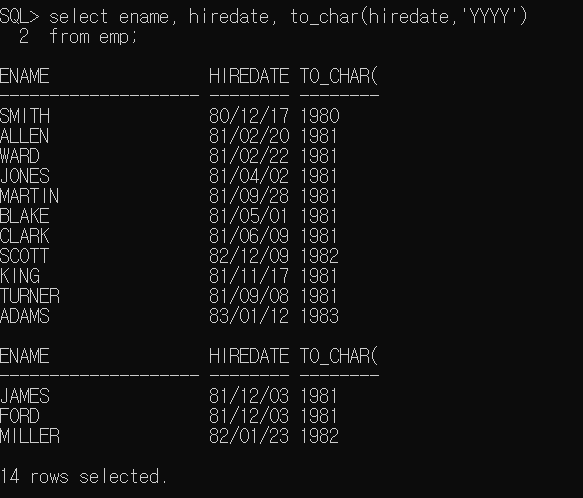 SQL> select ename, hiredate, to_char(hiredate,'YYYY')
  2  from emp;
ENAME                HIREDATE TO_CHAR(
-------------------- -------- --------
SMITH                80/12/17 1980
ALLEN                81/02/20 1981
WARD                 81/02/22 1981
JONES                81/04/02 1981
MARTIN               81/09/28 1981
BLAKE                81/05/01 1981
CLARK                81/06/09 1981
SCOTT                82/12/09 1982
KING                 81/11/17 1981
TURNER               81/09/08 1981
ADAMS                83/01/12 1983
ENAME                HIREDATE TO_CHAR(
-------------------- -------- --------
JAMES                81/12/03 1981
FORD                 81/12/03 1981
MILLER               82/01/23 1982
14 rows selected.